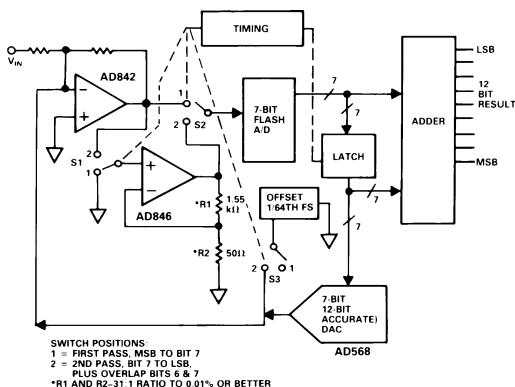 TIMING
VIN
AD842
1
2
S2
7-BIT
FLASH
A/D
7
7
ADDER
LSB
12
BIT
RESULT
MSB
LATCH
7
7
2
S1
1
AD846
*R1
1.55
kΩ
*R2
50Ω
OFFSET
1/64TH FS
2
1
S3
7-BIT
12-BIT
ACCURATE)
DAC
AD568
SWITCH POSITIONS:
1 = FIRST PASS, MSB TO BIT 7
2 = 2ND PASS, BIT 7 TO LSB,
PLUS OVERLAP BITS 6 & 7
*R1 AND R2–31:1 RATIO TO 0.01% OR BETTER